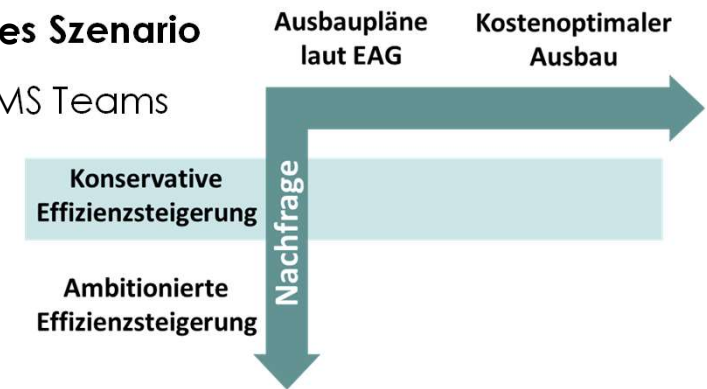 es Szenario
MS Teams
Ausbaupläne
laut EAG
Kostenoptimaler
Ausbau
Konservative
Effizienzsteigerung
Nachfrage
Ambitionierte
Effizienzsteigerung